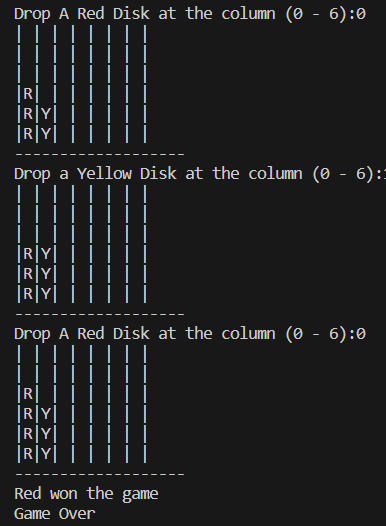 Drop A Red Disk at the column (0 - 6):0
| | | | | | | |
| | | | | | | |
| | | | | | | |
|R| | | | | | |
|R|Y| | | | | |
|R|Y| | | | | |
-------------------
Drop a Yellow Disk at the column (0 - 6):1
| | | | | | | |
| | | | | | | |
| | | | | | | |
|R|Y| | | | | |
|R|Y| | | | | |
|R|Y| | | | | |
-------------------
Drop A Red Disk at the column (0 - 6):0
| | | | | | | |
| | | | | | | |
|R| | | | | | |
|R|Y| | | | | |
|R|Y| | | | | |
|R|Y| | | | | |
-------------------
Red won the game
Game Over